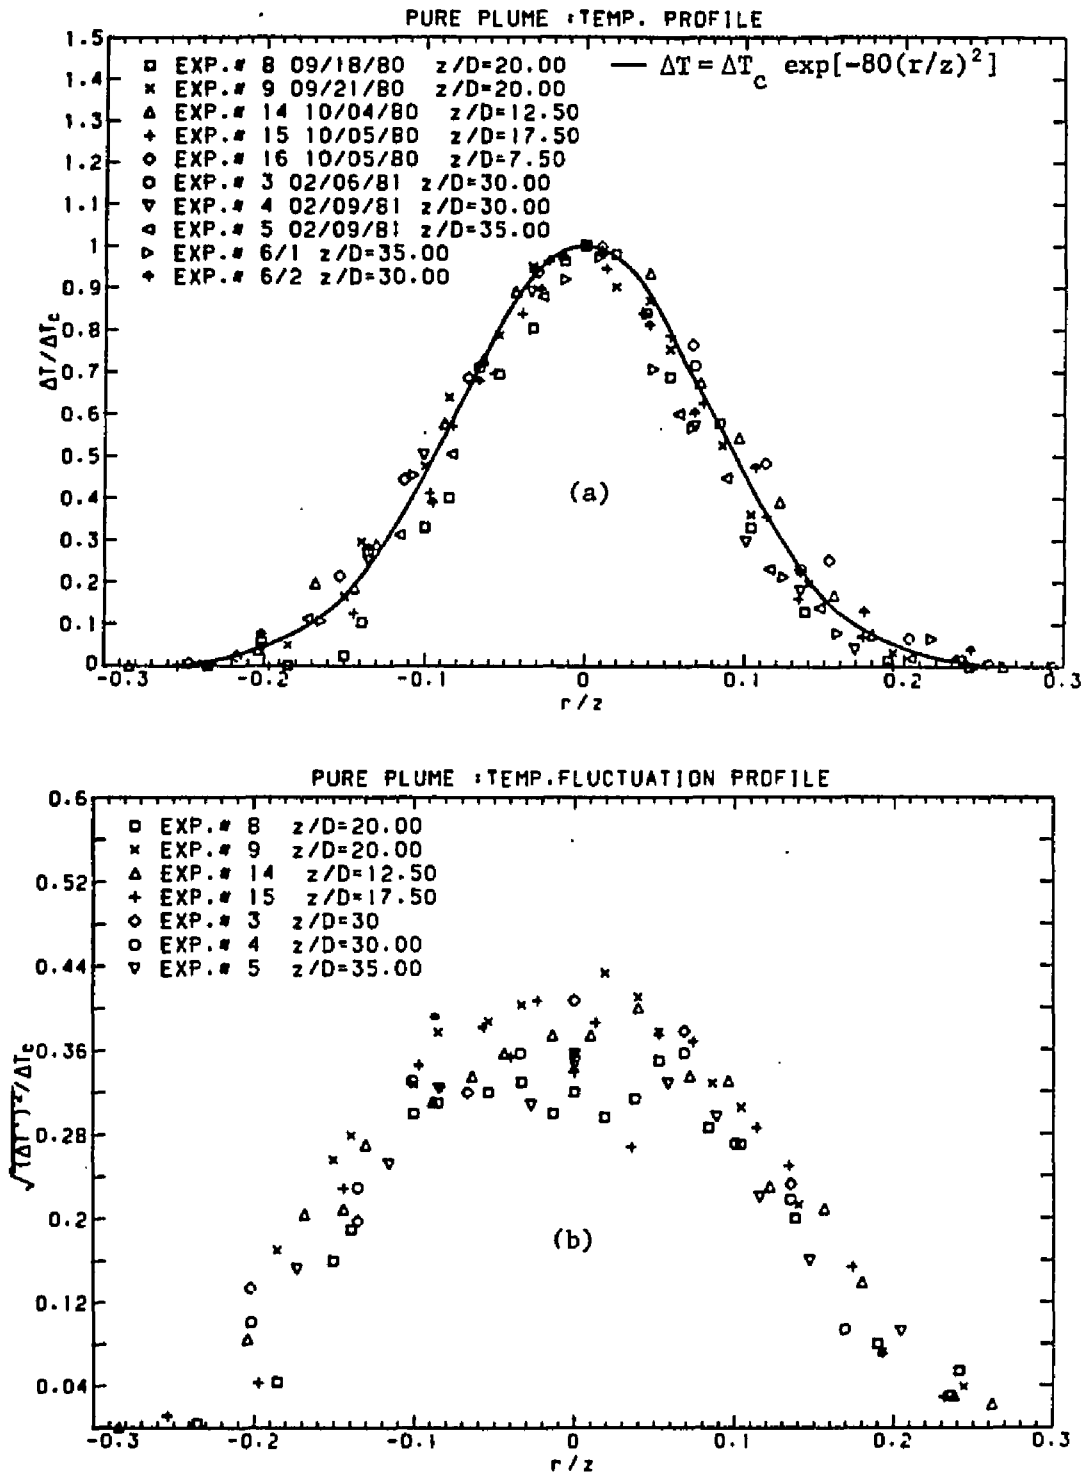 PURE PLUME :TEMP. PROFILE
1.5
1.4
1.3
1.2
1.1
1
0.9
0.8
0.7
0.6
0.5
0.4
0.3
0.2
0.1
0
ΔT/ΔTc
EXP.# 8 09/18/80 z/D=20.00
EXP.# 9 09/21/80 z/D=20.00
EXP.# 14 10/04/80 z/D=12.50
EXP.# 15 10/05/80 z/D=17.50
EXP.# 16 10/05/80 z/D=7.50
EXP.# 3 02/06/81 z/D=30.00
EXP.# 4 02/09/81 z/D=30.00
EXP.# 5 02/09/81 z/D=35.00
EXP.# 6/1 z/D=35.00
EXP.# 6/2 z/D=30.00
ΔT = ΔTc exp[-80(r/z)²]
(a)
-0.3 -0.2 -0.1 0 0.1 0.2 0.3
r/z
PURE PLUME :TEMP.FLUCTUATION PROFILE
0.6
0.52
0.44
0.36
0.28
0.2
0.12
0.04
√(ΔT')²/ΔTc
EXP.# 8 z/D=20.00
EXP.# 9 z/D=20.00
EXP.# 14 z/D=12.50
EXP.# 15 z/D=17.50
EXP.# 3 z/D=30
EXP.# 4 z/D=30.00
EXP.# 5 z/D=35.00
(b)
-0.3 -0.2 -0.1 0 0.1 0.2 0.3
r/z